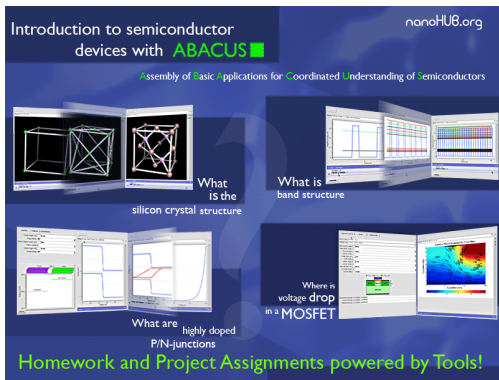 Introduction to semiconductor
devices with ABACUS
nanoHUB.org
Assembly of Basic Applications for Coordinated Understanding of Semiconductors
What
is the
silicon crystal structure
What is
band structure
What are highly doped
P/N-junctions
Where is
voltage drop
in a MOSFET
Homework and Project Assignments powered by Tools!